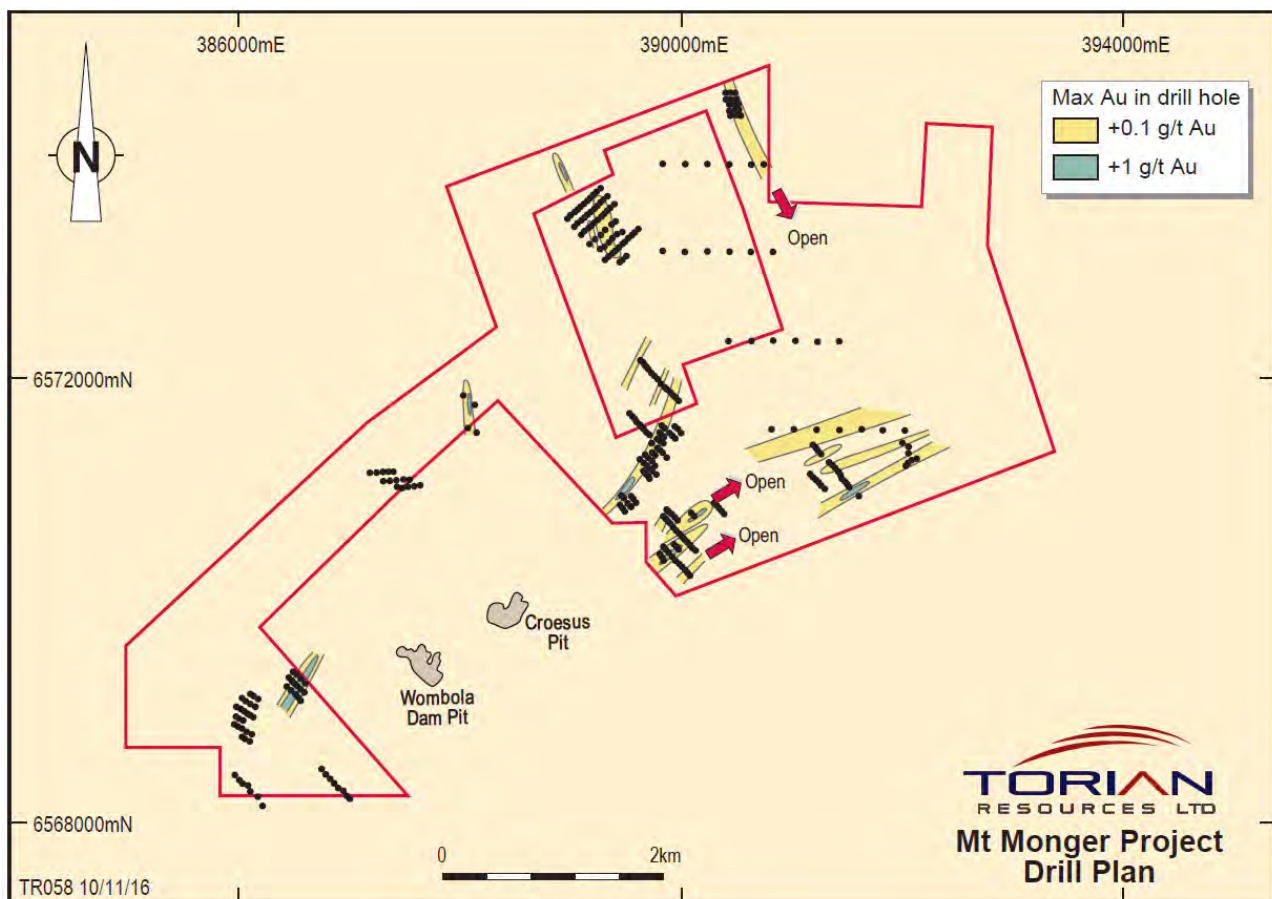 386000mE
390000mE
394000mE
N
Max Au in drill hole
+0.1 g/t Au
+1 g/t Au
Open
6572000mN
Open
Open
Croesus
Pit
Wombola
Dam Pit
TORIAN
RESOURCES LTD
Mt Monger Project
Drill Plan
6568000mN
0
2km
TR058 10/11/16